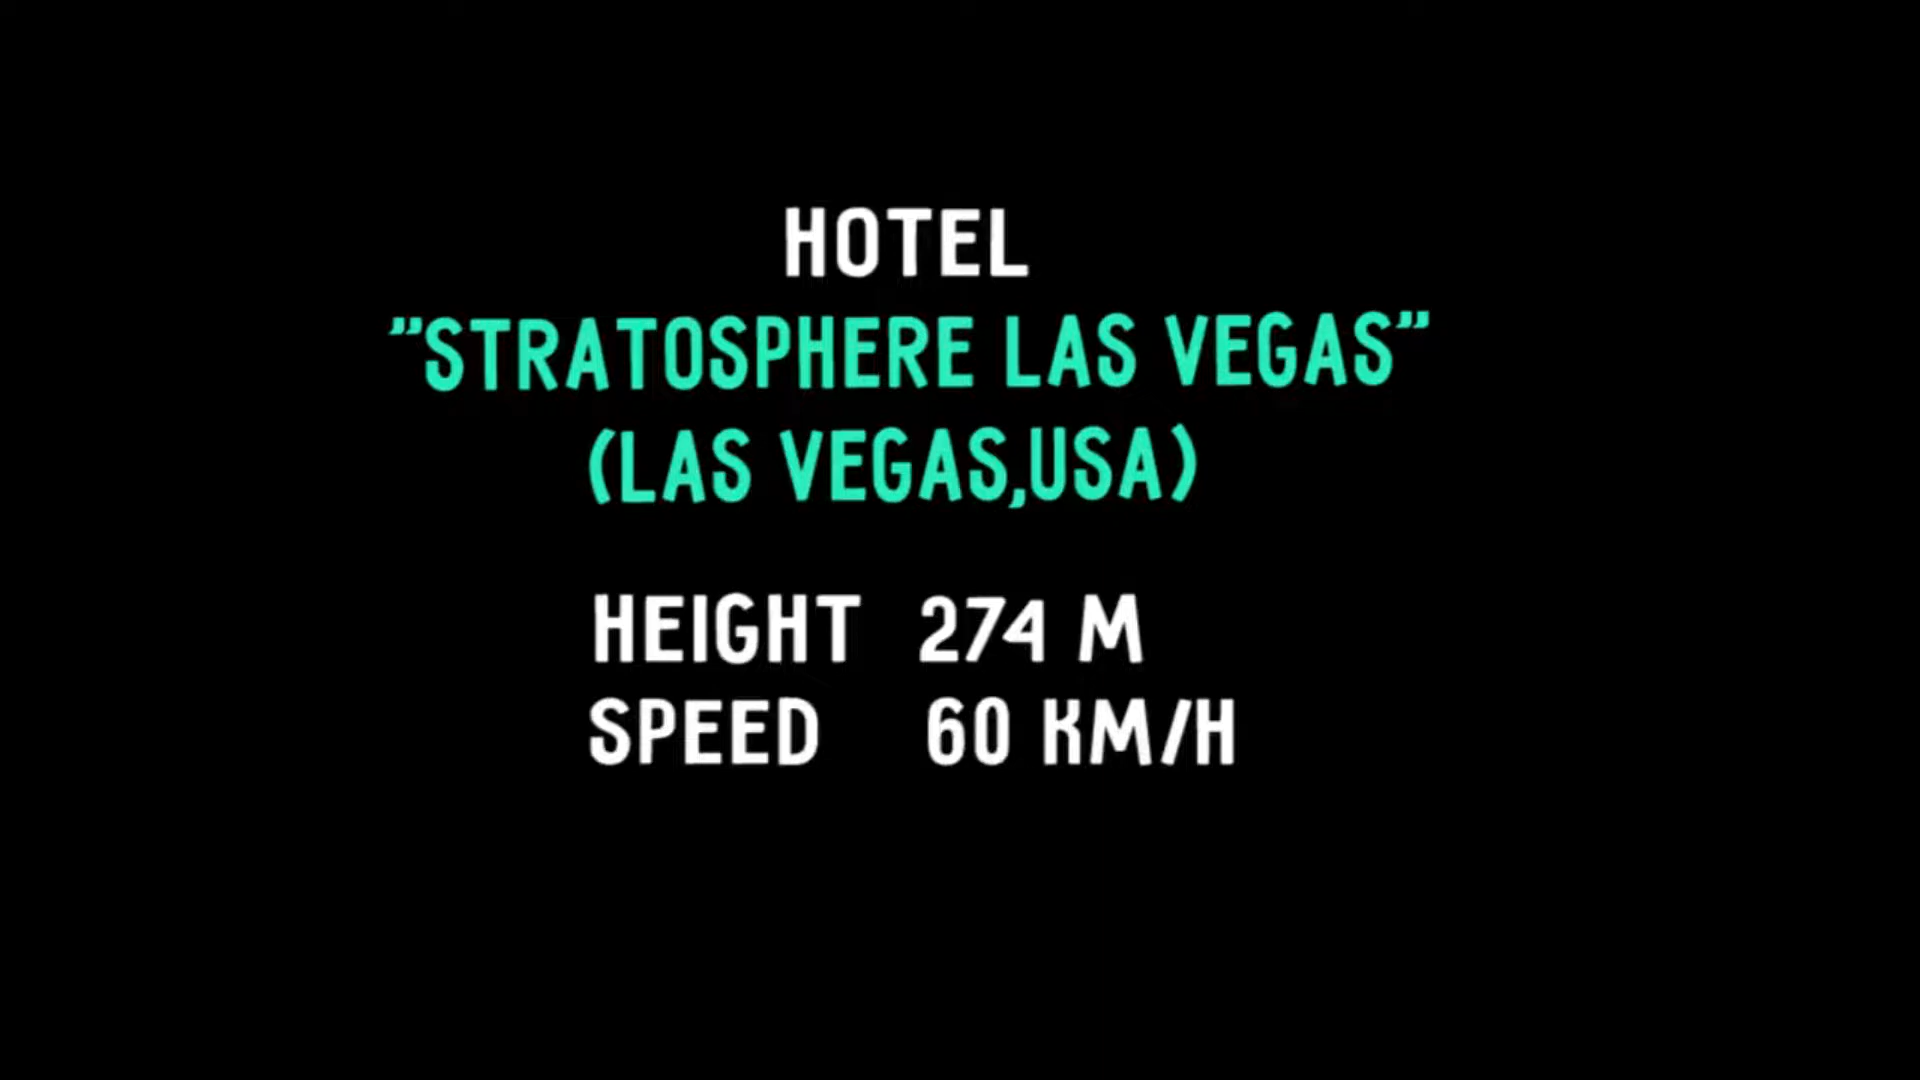 HOTEL
"STRATOSPHERE LAS VEGAS"
(LAS VEGAS,USA)
HEIGHT 274 M
SPEED 60 KM/H